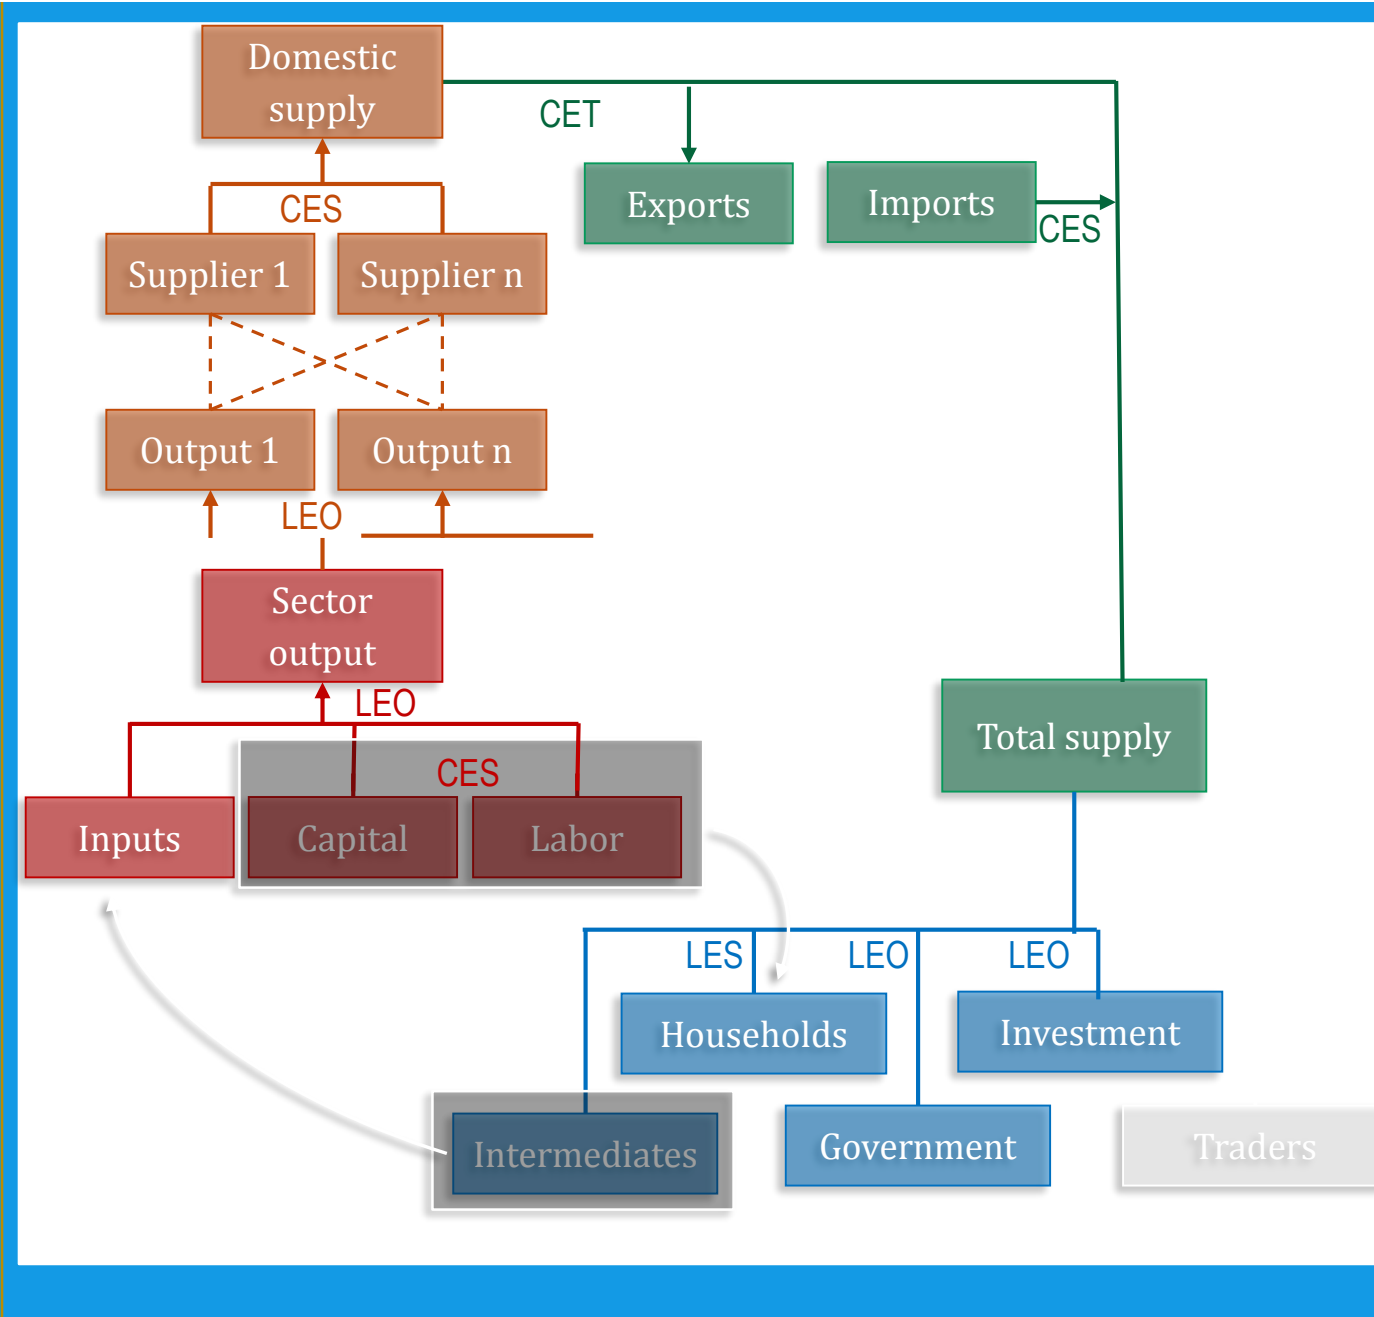 Domestic
supply
CET
Exports
Imports
CES
CES
Supplier 1
Supplier n
Output 1
Output n
LEO
Sector
output
LEO
Total supply
CES
Inputs
Capital
Labor
LES
LEO
LEO
Households
Investment
Intermediates
Government
Traders